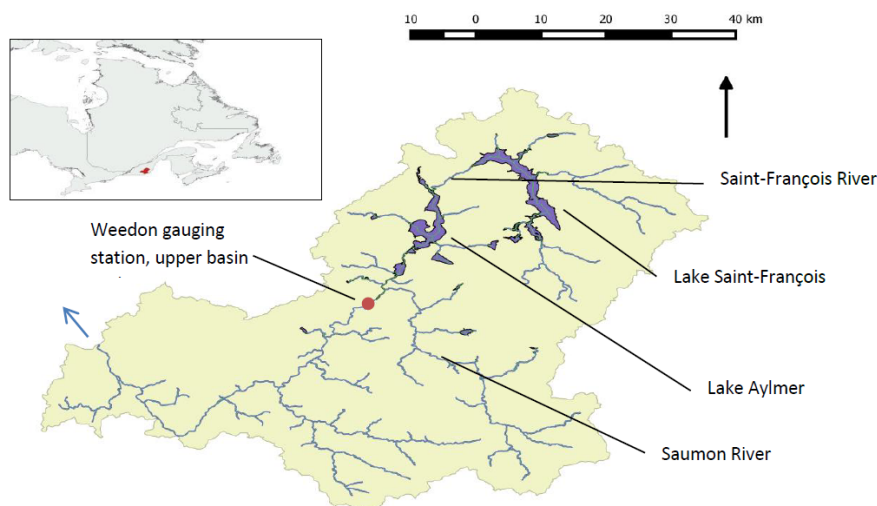 10 0 10 20 40 km
Saint-François River
Weedon gauging
station, upper basin
Lake Saint-François
Lake Aylmer
Saumon River